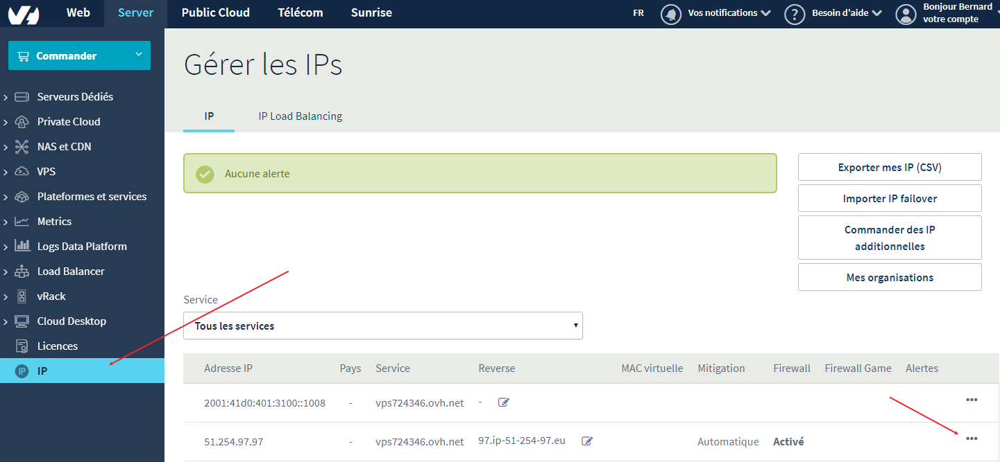 Web Server Public Cloud Télécom Sunrise FR Vos notifications ? Besoin d'aide Bonjour Bernard
votre compte
Commander
Serveurs Dédiés
Private Cloud
NAS et CDN
VPS
Plateformes et services
Metrics
Logs Data Platform
Load Balancer
vRack
Cloud Desktop
Licences
IP IP
Gérer les IPs
IP IP Load Balancing
Aucune alerte
Exporter mes IP (CSV)
Importer IP failover
Commander des IP
additionnelles
Mes organisations
Service
Tous les services
Adresse IP Pays Service Reverse MAC virtuelle Mitigation Firewall Firewall Game Alertes
2001:41d0:401:3100::1008 - vps724346.ovh.net - ...
51.254.97.97 - vps724346.ovh.net 97.ip-51-254-97.eu Automatique Activé ...